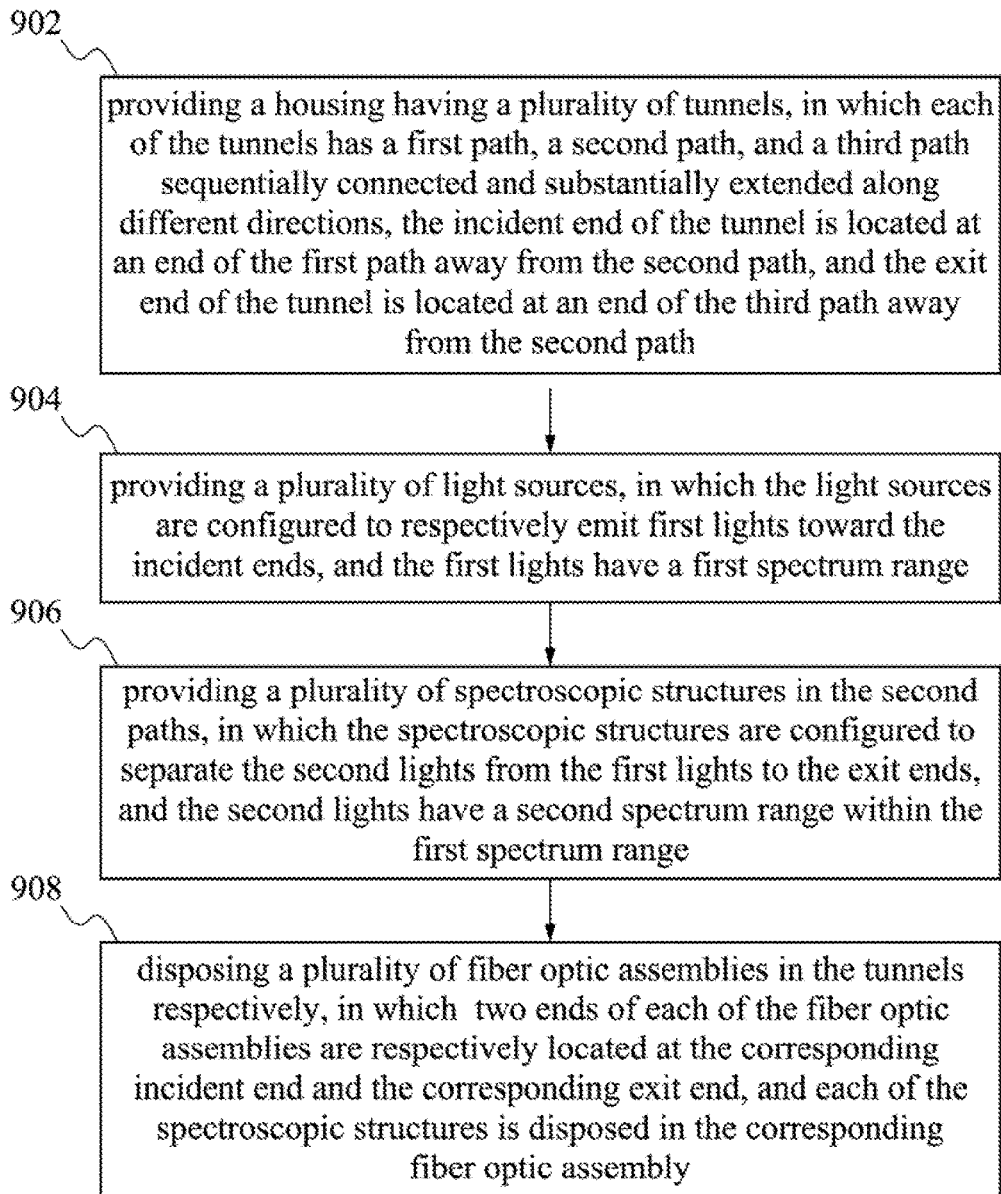 902
providing a housing having a plurality of tunnels, in which each
of the tunnels has a first path, a second path, and a third path
sequentially connected and substantially extended along
different directions, the incident end of the tunnel is located at
an end of the first path away from the second path, and the exit
end of the tunnel is located at an end of the third path away
from the second path
904
providing a plurality of light sources, in which the light sources
are configured to respectively emit first lights toward the
incident ends, and the first lights have a first spectrum range
906
providing a plurality of spectroscopic structures in the second
paths, in which the spectroscopic structures are configured to
separate the second lights from the first lights to the exit ends,
and the second lights have a second spectrum range within the
first spectrum range
908
disposing a plurality of fiber optic assemblies in the tunnels
respectively, in which two ends of each of the fiber optic
assemblies are respectively located at the corresponding
incident end and the corresponding exit end, and each of the
spectroscopic structures is disposed in the corresponding
fiber optic assembly